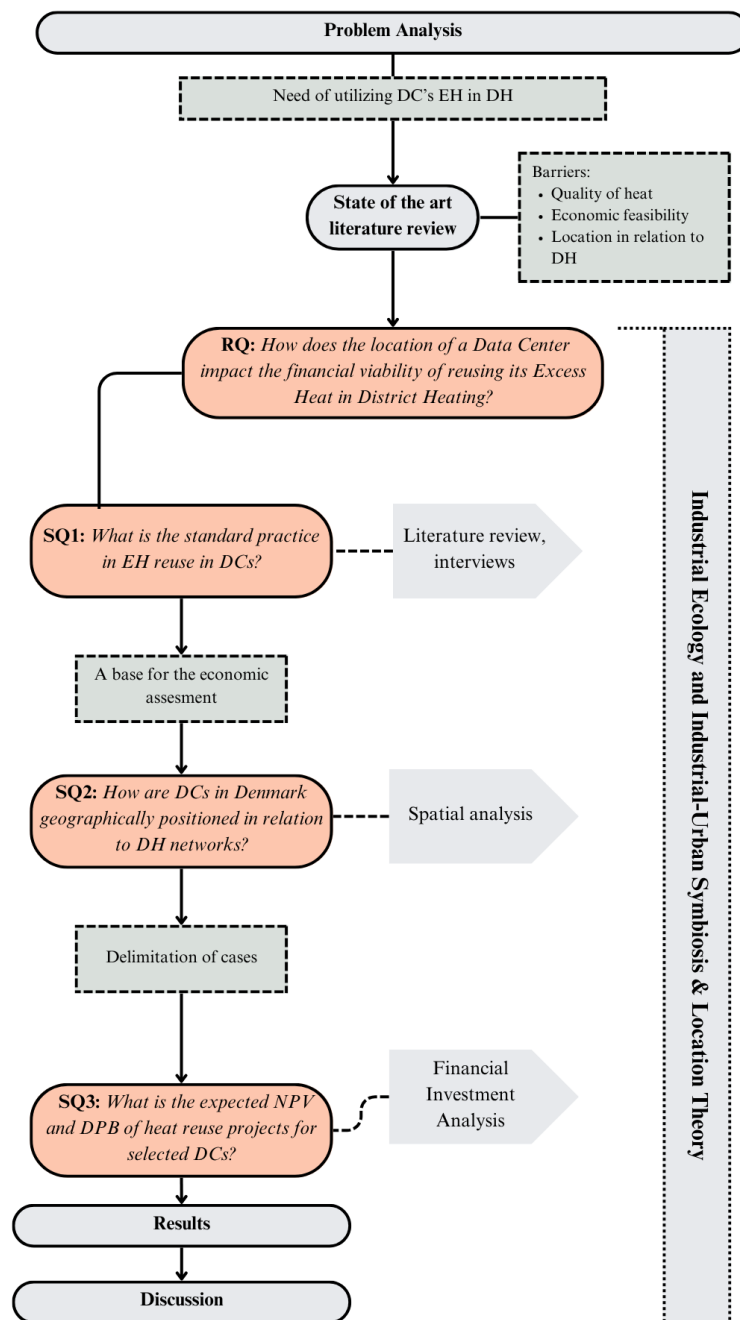 Problem Analysis
Need of utilizing DC's EH in DH
State of the art
literature review
Barriers:
• Quality of heat
• Economic feasibility
• Location in relation to
DH
RQ: How does the location of a Data Center
impact the financial viability of reusing its Excess
Heat in District Heating?
SQ1: What is the standard practice
in EH reuse in DCs?
Literature review,
interviews
A base for the economic
assesment
SQ2: How are DCs in Denmark
geographically positioned in relation
to DH networks?
Spatial analysis
Delimitation of cases
SQ3: What is the expected NPV
and DPB of heat reuse projects for
selected DCs?
Financial
Investment
Analysis
Results
Discussion
Industrial Ecology and Industrial-Urban Symbiosis & Location Theory